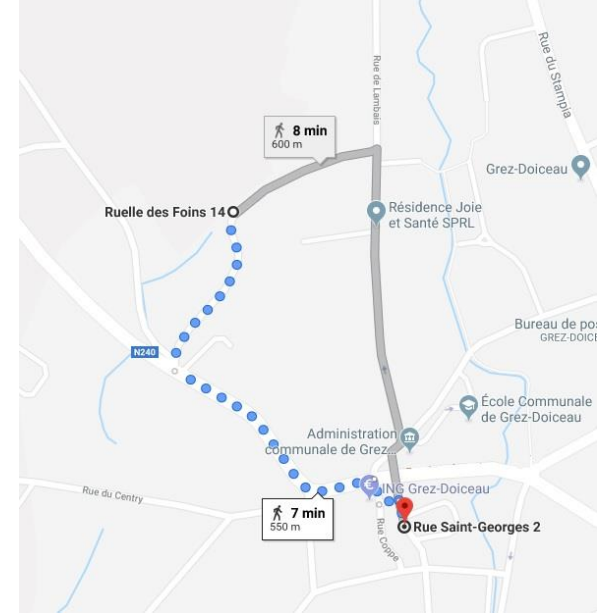 Rue du Stampia
Rue de Lambais
8 min
600 m
Grez-Doiceau
Ruelle des Foins 14
Résidence Joie
et Santé SPRL
Bureau de po
GREZ-DOICE
N240
École Communale
de Grez-Doiceau
Administration
communale de Grez...
ING Grez-Doiceau
Rue du Centry
7 min
550 m
Rue Coppe
Rue Saint-Georges 2